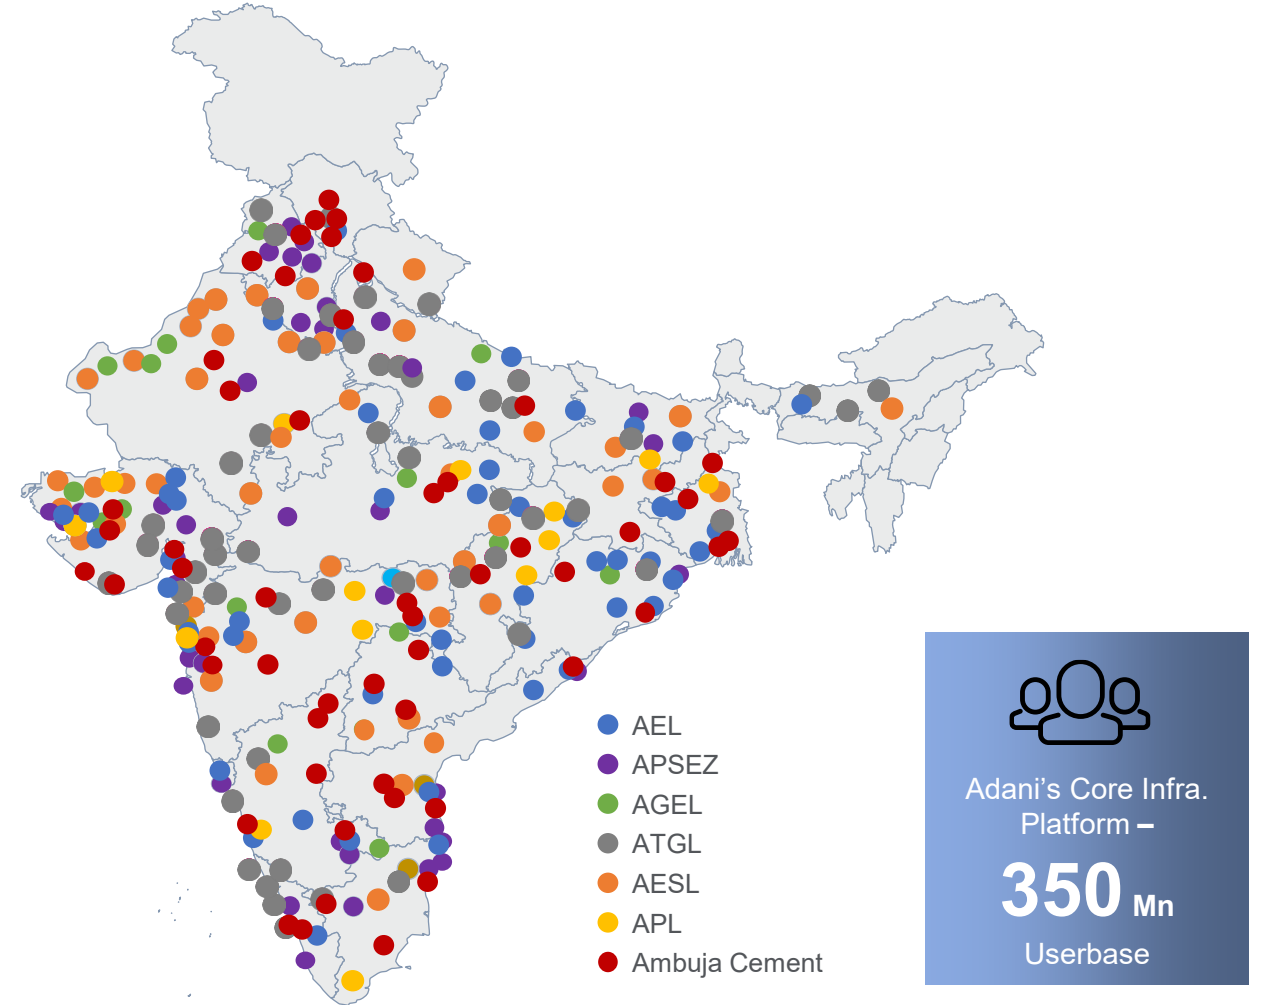 AEL
APSEZ
AGEL
ATGL
AESL
APL
Ambuja Cement
Adani’s Core Infra.
Platform –
350 Mn
Userbase